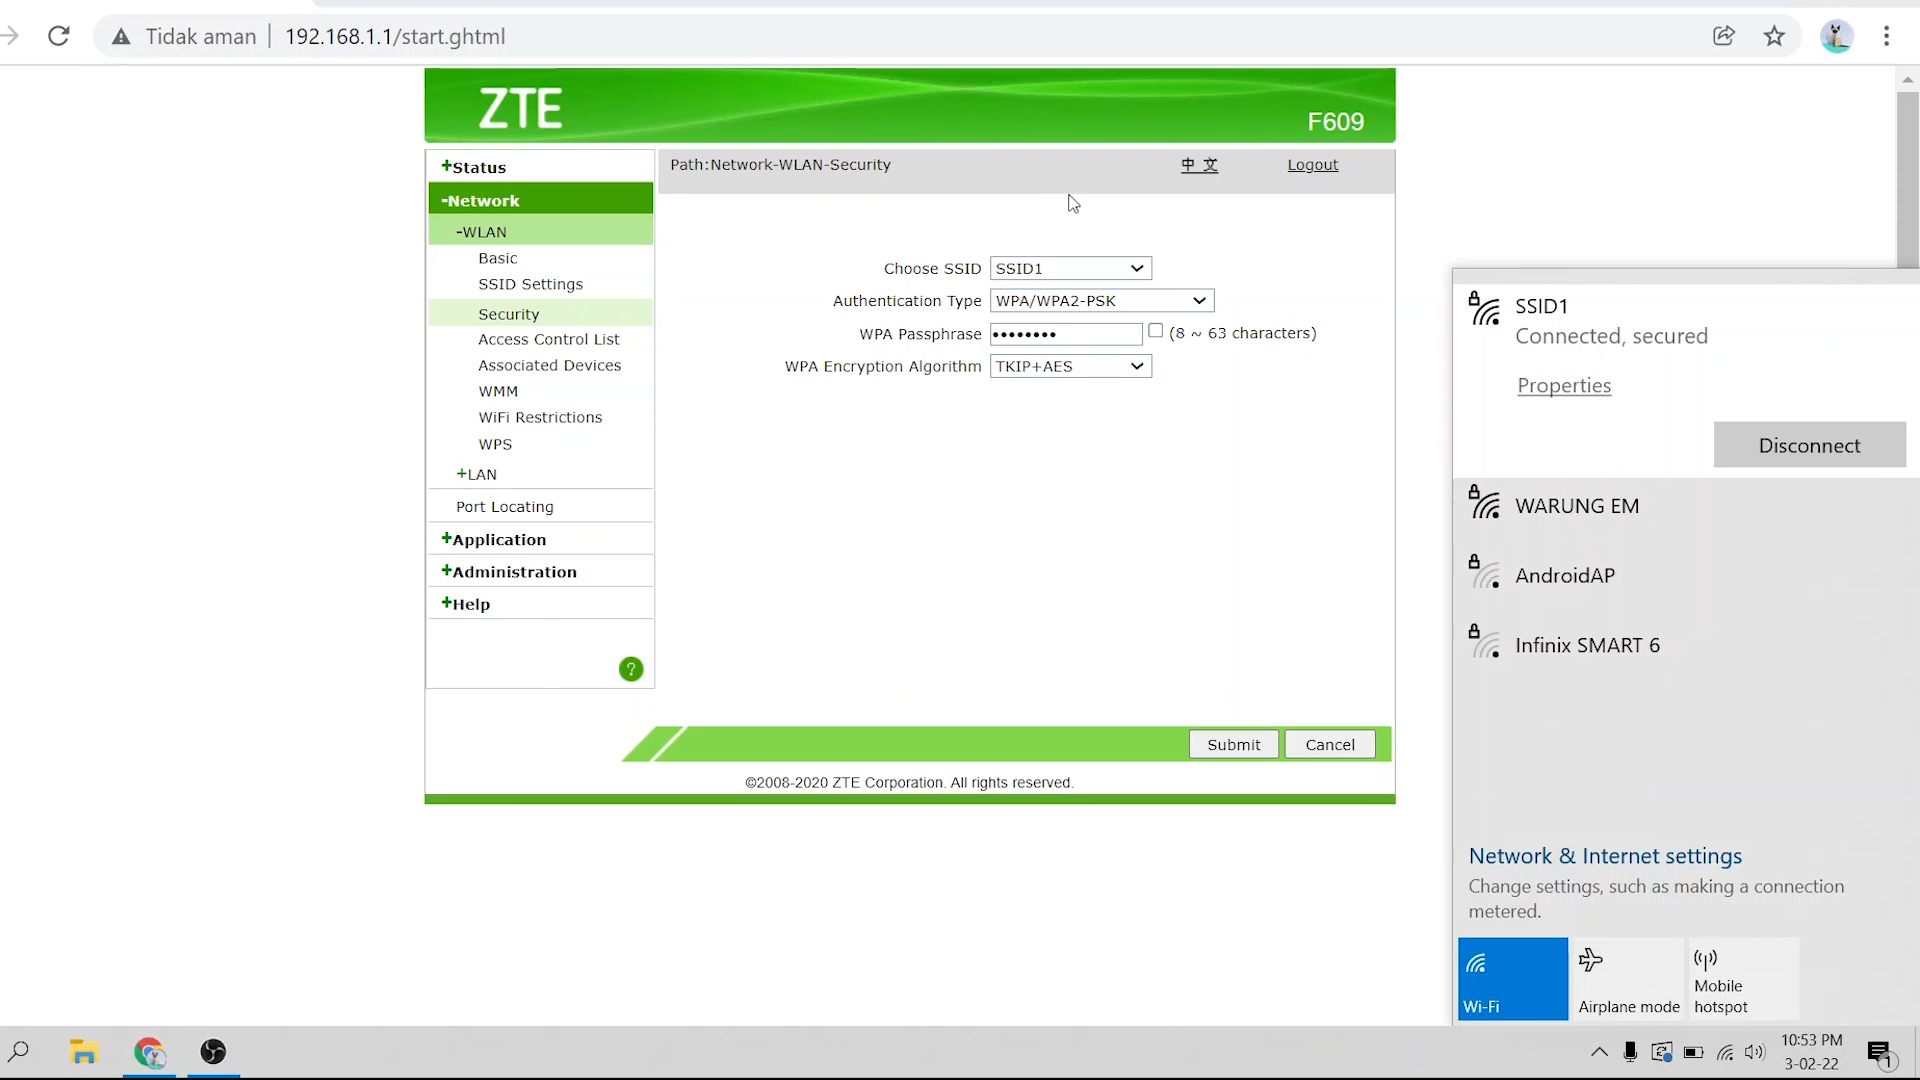 Tidak aman
192.168.1.1/start.ghtml
ZTE
F609
+Status
-Network
-WLAN
Basic
SSID Settings
Security
Access Control List
Associated Devices
WMM
WiFi Restrictions
WPS
+LAN
Port Locating
+Application
+Administration
+Help
?
Path:Network-WLAN-Security
中 文
Logout
Choose SSID SSID1
Authentication Type WPA/WPA2-PSK
WPA Passphrase •••••••• (8 ~ 63 characters)
WPA Encryption Algorithm TKIP+AES
Submit Cancel
©2008-2020 ZTE Corporation. All rights reserved.
SSID1
Connected, secured
Properties
Disconnect
WARUNG EM
AndroidAP
Infinix SMART 6
Network & Internet settings
Change settings, such as making a connection
metered.
Wi-Fi
Airplane mode
Mobile
hotspot
10:53 PM
3-02-22
1